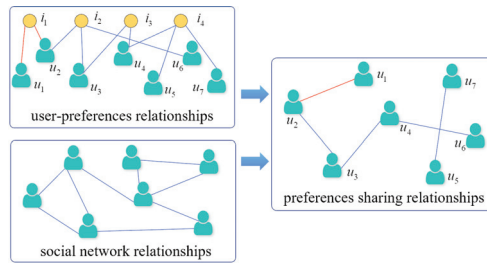 i1 i2 i3 i4
u1 u2 u3 u4 u5 u6 u7
user-preferences relationships
social network relationships
u1 u7
u2 u4 u6
u3 u5
preferences sharing relationships